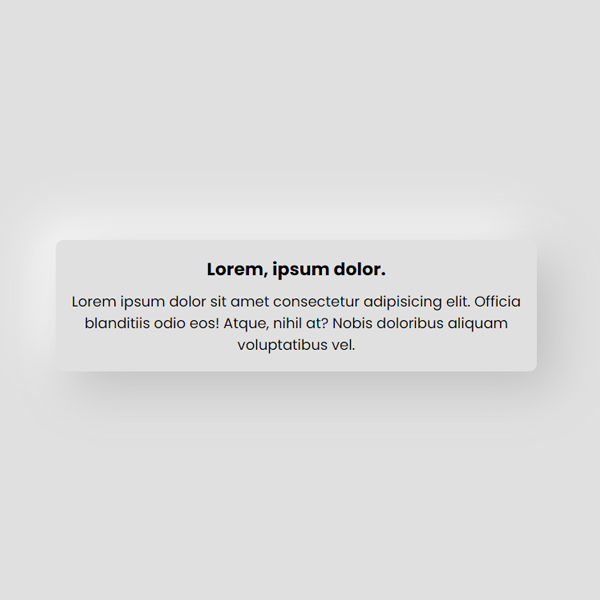 Lorem, ipsum dolor.
Lorem ipsum dolor sit amet consectetur adipisicing elit. Officia
blanditiis odio eos! Atque, nihil at? Nobis doloribus aliquam
voluptatibus vel.